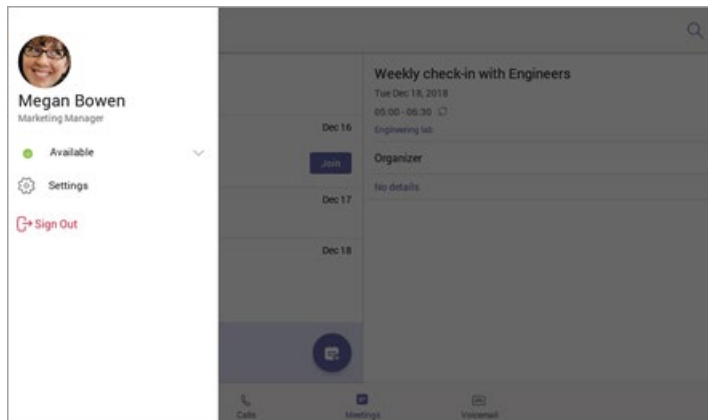 Megan Bowen
Marketing Manager
Available
Settings
Sign Out
Dec 16
Join
Dec 17
Dec 18
Weekly check-in with Engineers
Tue Dec 18, 2018
05:00 - 06:30
Engineering lab
Organizer
No details
Calls
Meetings
Voicemail